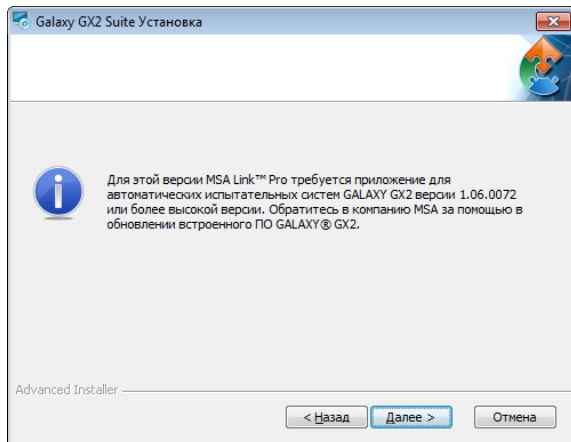 Galaxy GX2 Suite Установка
Для этой версии MSA Link™ Pro требуется приложение для
автоматических испытательных систем GALAXY GX2 версии 1.06.0072
или более высокой версии. Обратитесь в компанию MSA за помощью в
обновлении встроенного ПО GALAXY® GX2.
Advanced Installer
< Назад Далее > Отмена